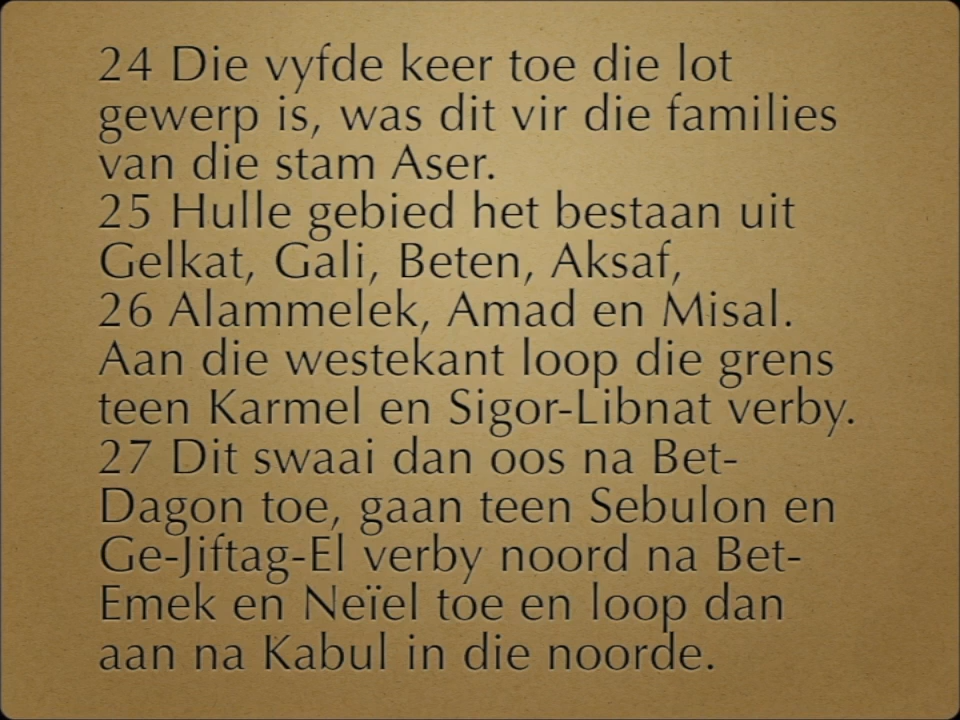 24 Die vyfde keer toe die lot
gewerp is, was dit vir die families
van die stam Aser.
25 Hulle gebied het bestaan uit
Gelkat, Gali, Beten, Aksaf,
26 Alammelek, Amad en Misal.
Aan die westekant loop die grens
teen Karmel en Sigor-Libnat verby.
27 Dit swaai dan oos na Bet-
Dagon toe, gaan teen Sebulon en
Ge-Jiftag-El verby noord na Bet-
Emek en Neïel toe en loop dan
aan na Kabul in die noorde.